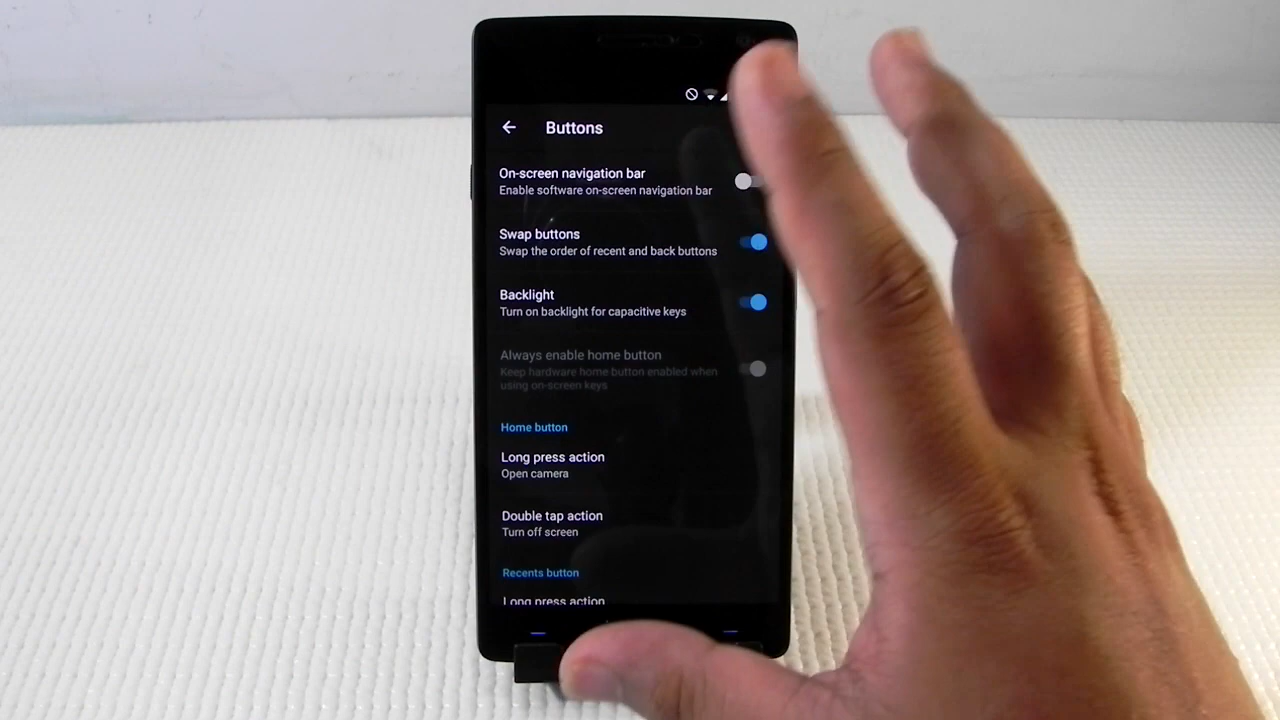 Buttons
On-screen navigation bar
Enable software on-screen navigation bar
Swap buttons
Swap the order of recent and back buttons
Backlight
Turn on backlight for capacitive keys
Always enable home button
Keep hardware home button enabled when
using on-screen keys
Home button
Long press action
Open camera
Double tap action
Turn off screen
Recents button
Long press action